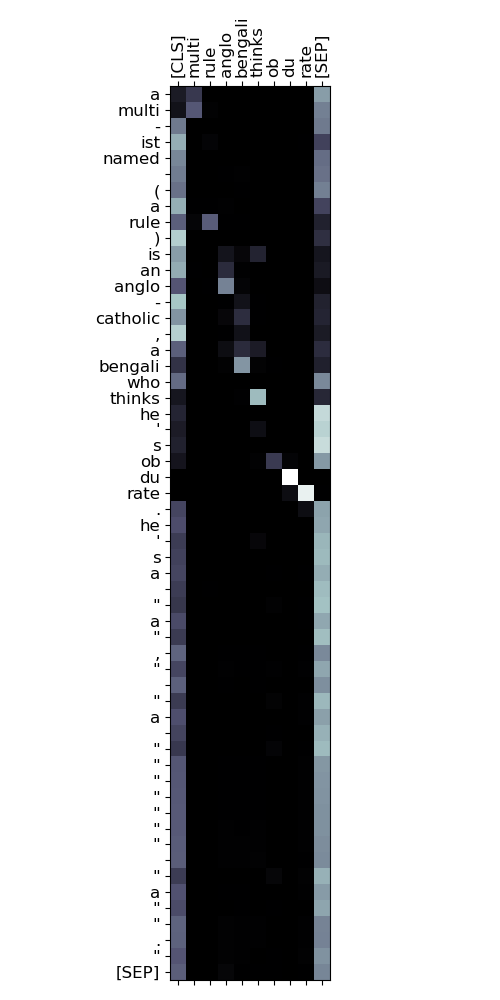 [CLS]
multi
rule
anglo
bengali
thinks
ob
du
rate
[SEP]
a
multi
-
ist
named
(
a
rule
)
is
an
anglo
-
catholic
,
a
bengali
who
thinks
he
'
s
ob
du
rate
.
he
'
s
a
"
a
"
,
"
"
a
"
"
"
"
"
"
"
"
a
"
"
.
"
[SEP]